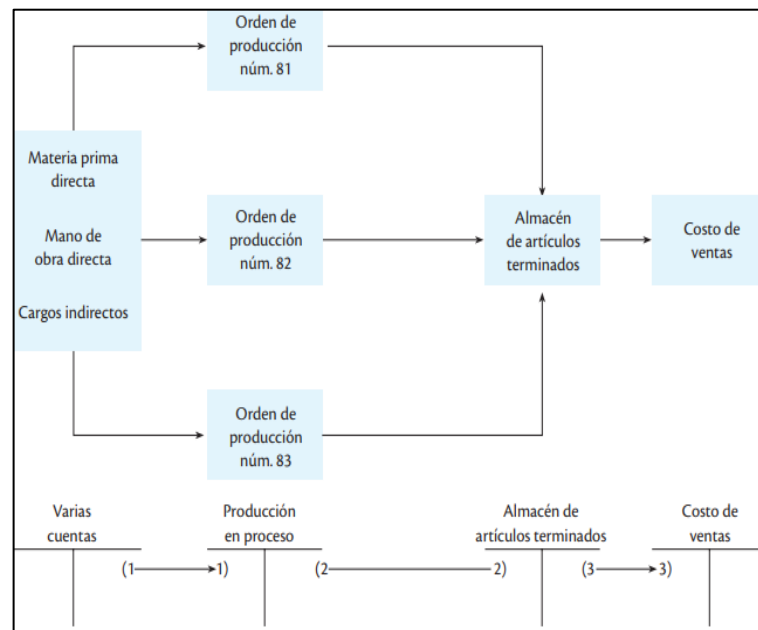 Orden de
producción
núm. 81
Materia prima
directa
Mano de
obra directa
Cargos indirectos
Orden de
producción
núm. 82
Almacén
de artículos
terminados
Costo de
ventas
Orden de
producción
núm. 83
Varias
cuentas
Producción
en proceso
Almacén de
artículos terminados
Costo de
ventas
(1 1) (2 2) (3 3)